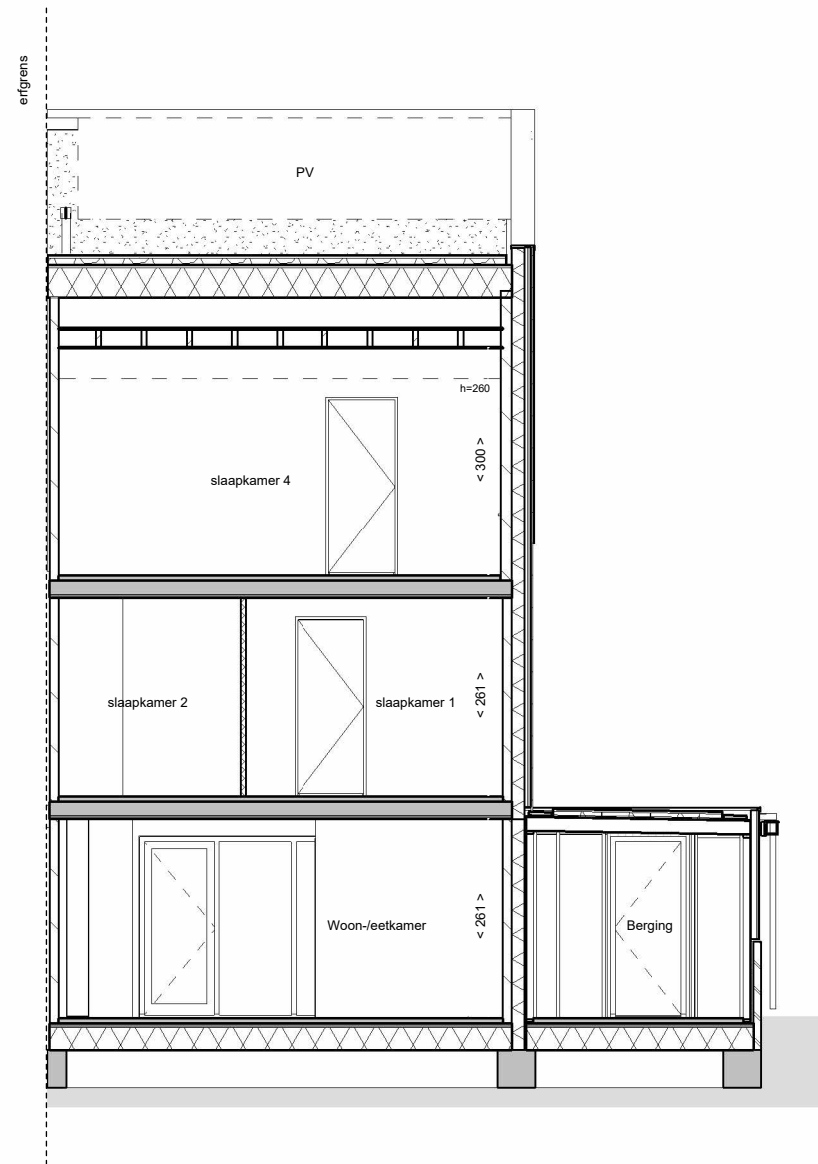 erfgrens
PV
h=260
< 300 >
slaapkamer 4
slaapkamer 2
slaapkamer 1
< 261 >
Woon-/eetkamer
< 261 >
Berging